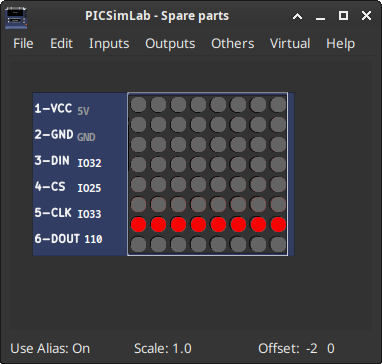 PICSimLab - Spare parts
File Edit Inputs Outputs Others Virtual Help
1-VCC 5V
2-GND GND
3-DIN IO32
4-CS IO25
5-CLK IO33
6-DOUT 110
Use Alias: On Scale: 1.0 Offset: -2 0